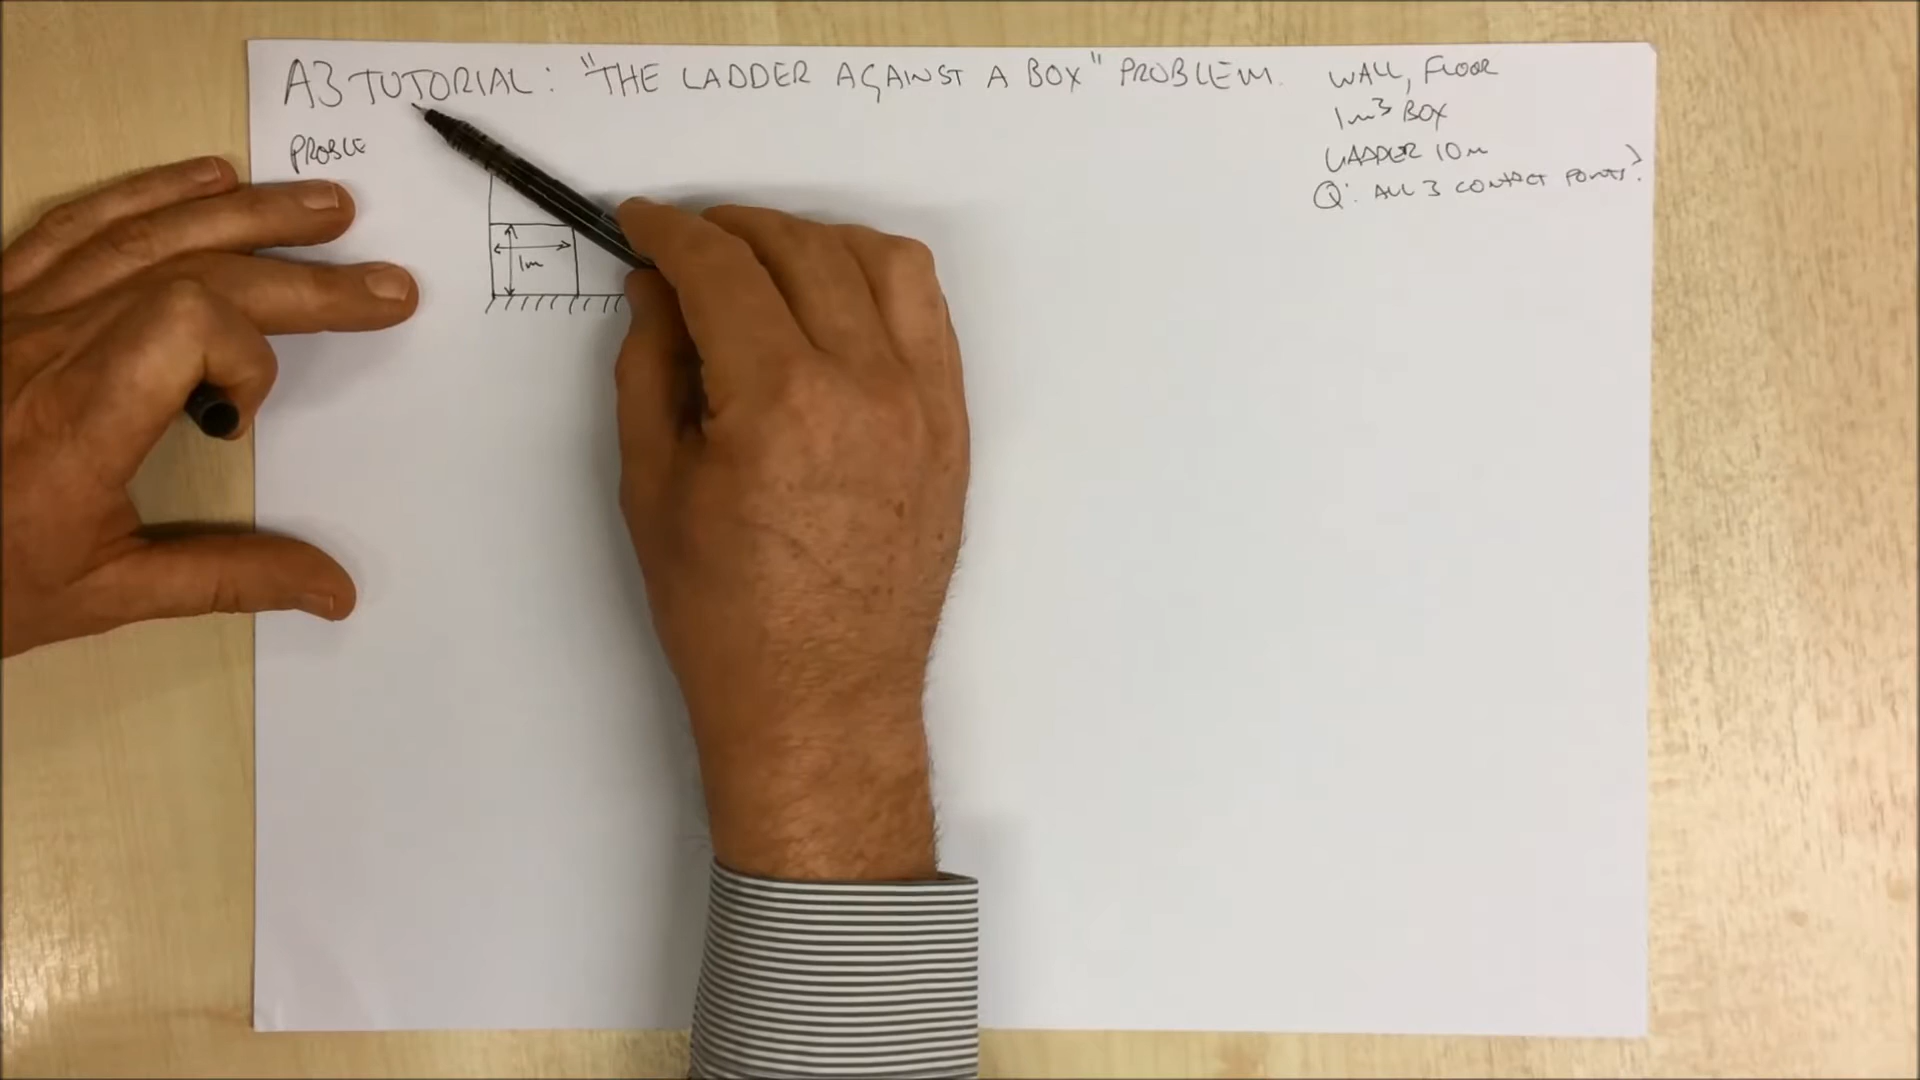 A3 TUTORIAL: "THE LADDER AGAINST A BOX" PROBLEM.
WALL, FLOOR
1m³ BOX
LADDER 10m
Q: ALL 3 CONTACT POINTS?
PROBLE
1m